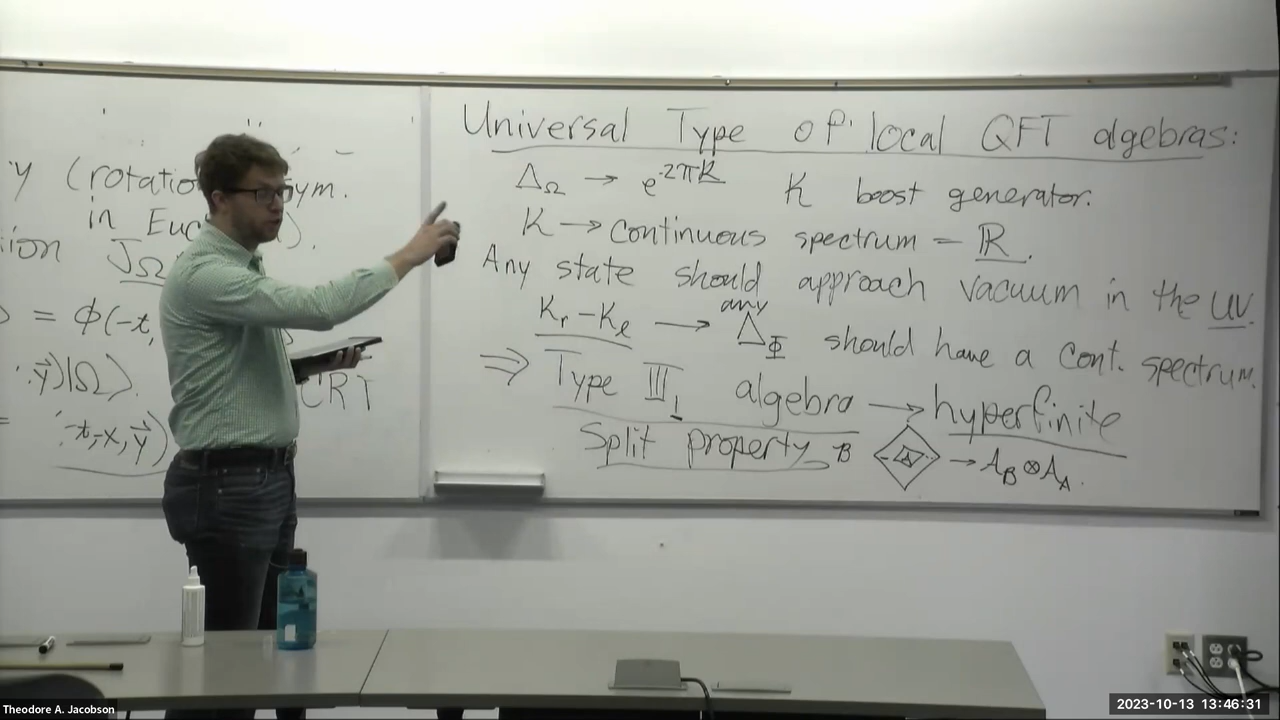 y (rotatio ym.
in Euc ).
ion J_Ω
= φ(-t,
y⃗)|Ω⟩.
CRT
-t,-x,y⃗)
Universal Type of local QFT algebras:
Δ_Ω → e^{-2πK} K boost generator.
K → continuous spectrum = ℝ.
Any state should approach vacuum in the UV.
K_r - K_ℓ → any Δ_Φ should have a cont. spectrum.
⇒ Type III_1 algebra → hyperfinite
Split property B A → A_B ⊗ A_A.
Theodore A. Jacobson
2023-10-13 13:46:31